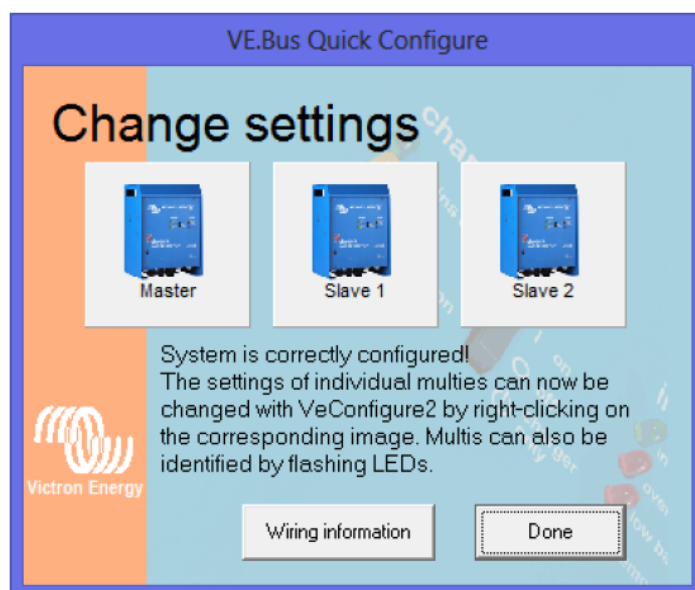 VE.Bus Quick Configure
Change settings
Master
Slave 1
Slave 2
System is correctly configured!
The settings of individual multies can now be
changed with VeConfigure2 by right-clicking on
the corresponding image. Multis can also be
identified by flashing LEDs.
Victron Energy
Wiring information
Done